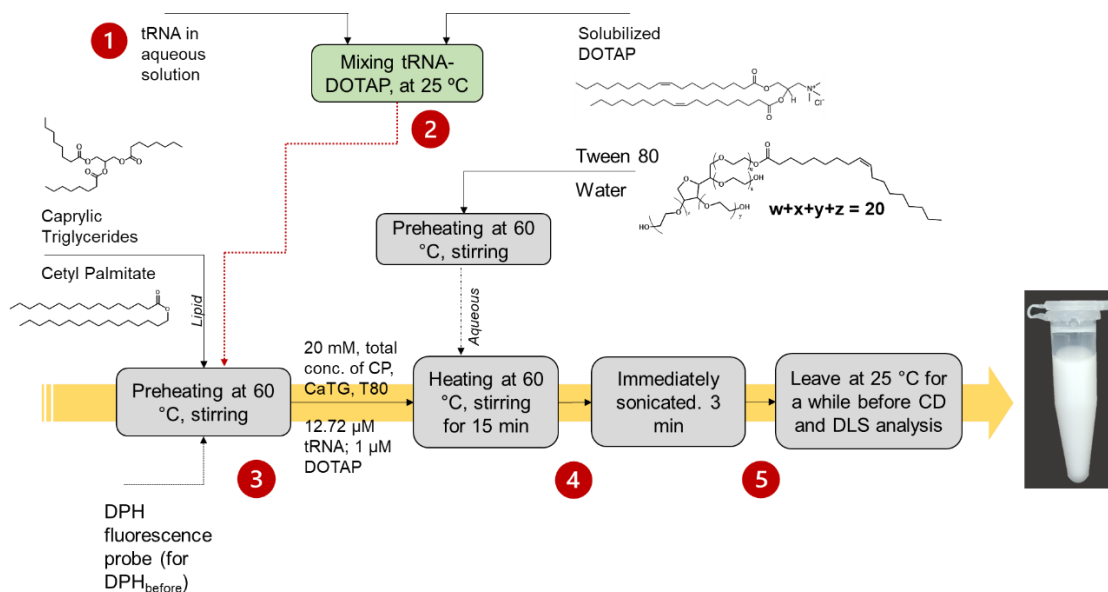 1
tRNA in
aqueous
solution
Mixing tRNA-
DOTAP, at 25 ºC
2
Solubilized
DOTAP
O
O
O
O
H
N+
Cl-
Tween 80
Water
w+x+y+z = 20
Preheating at 60
°C, stirring
Aqueous
Caprylic
Triglycerides
Cetyl Palmitate
Lipid
Preheating at 60
°C, stirring
20 mM, total
conc. of CP,
CaTG, T80
12.72 µM
tRNA; 1 µM
DOTAP
Heating at 60
°C, stirring
for 15 min
Immediately
sonicated. 3
min
Leave at 25 °C for
a while before CD
and DLS analysis
3
4
5
DPH
fluorescence
probe (for
DPHbefore)